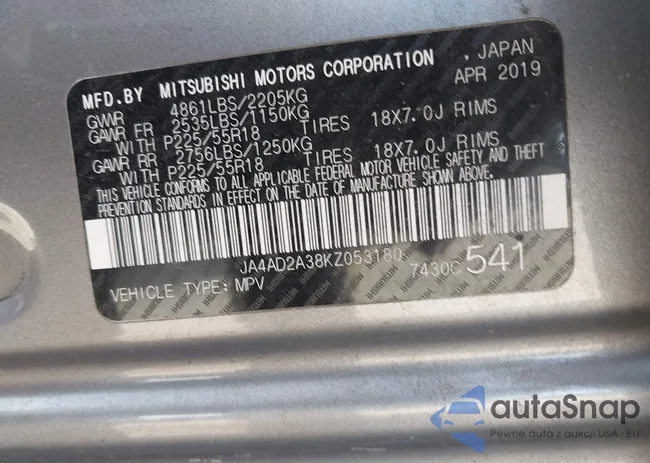 MFD.BY MITSUBISHI MOTORS CORPORATION , JAPAN
GVWR 4861LBS/2205KG APR 2019
GAWR FR 2535LBS/1150KG
WITH P225/55R18 TIRES 18X7.0J RIMS
GAWR RR 2756LBS/1250KG
WITH P225/55R18 TIRES 18X7.0J RIMS
THIS VEHICLE CONFORMS TO ALL APPLICABLE FEDERAL MOTOR VEHICLE SAFETY AND THEFT
PREVENTION STANDARDS IN EFFECT ON THE DATE OF MANUFACTURE SHOWN ABOVE.
JA4AD2A38KZ053180
7430C 541
VEHICLE TYPE: MPV
autoSnap
Pewne auto z aukcji USA i EU